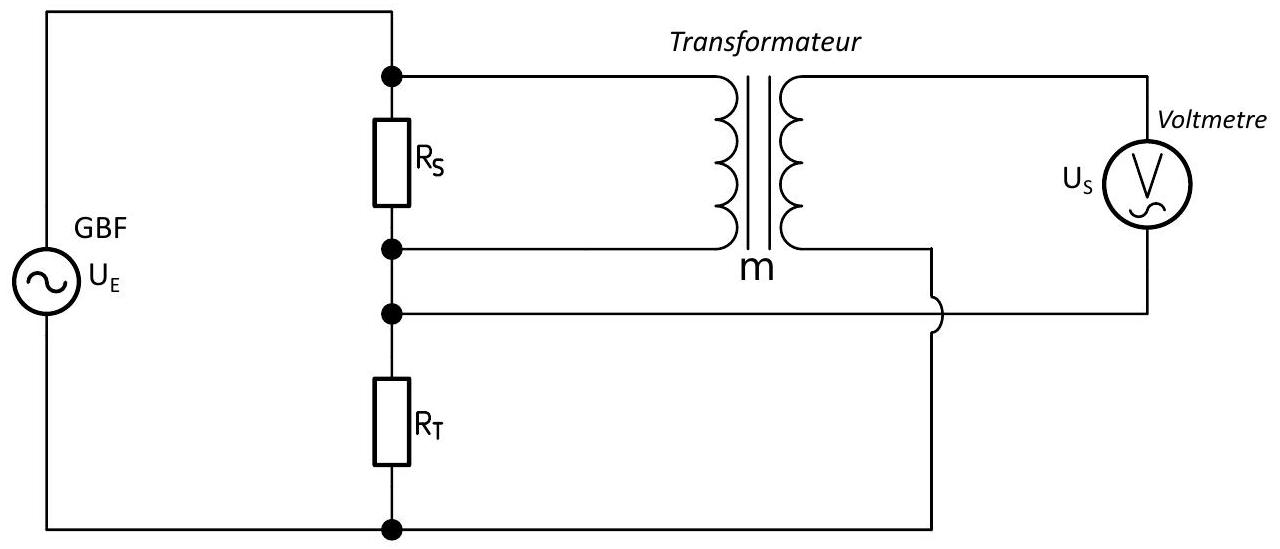 Transformateur
Voltmetre
R_S
U_S
V
GBF
U_E
m
R_T